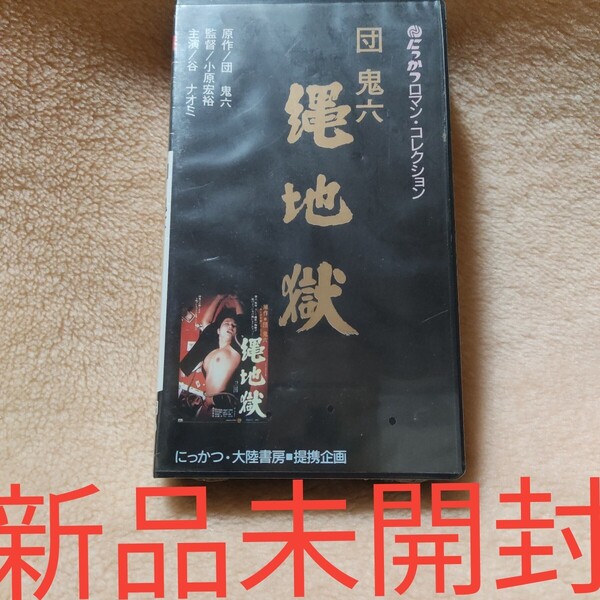 にっかつロマン・コレクション
団 鬼六
縄地獄
原作/団 鬼六
監督/小原宏裕
主演/谷 ナオミ
縄地獄
にっかつ・大陸書房■提携企画
新品未開封